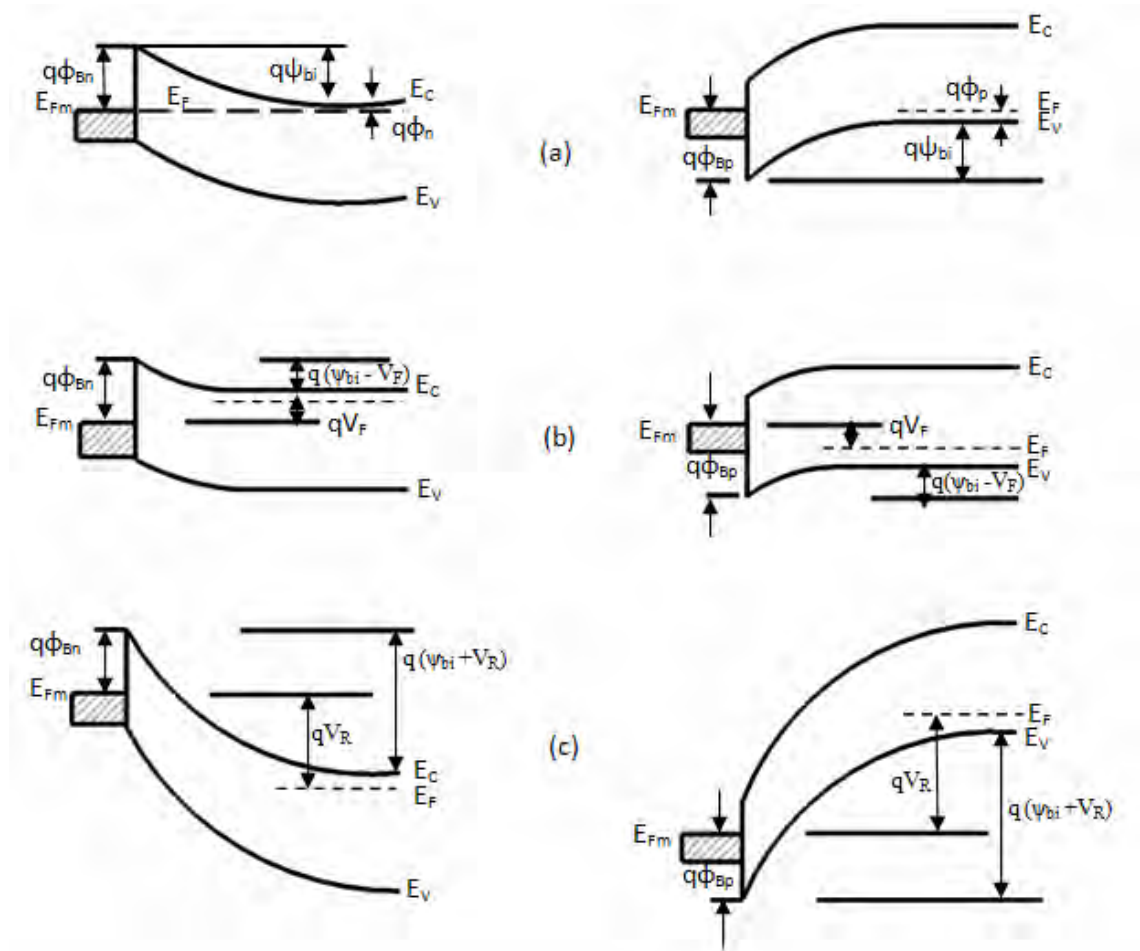 qϕBn
EFm
EF
qψbi
EC
qϕn
EV
(a)
EC
EFm
qϕp
EF
EV
qϕBp
qψbi
qϕBn
EFm
q(ψbi - VF)
EC
qVF
EV
(b)
EC
EFm
qVF
EF
EV
qϕBp
q(ψbi - VF)
qϕBn
EFm
q(ψbi +VR)
qVR
EC
EF
EV
(c)
EC
EF
EV
qVR
q(ψbi +VR)
EFm
qϕBp